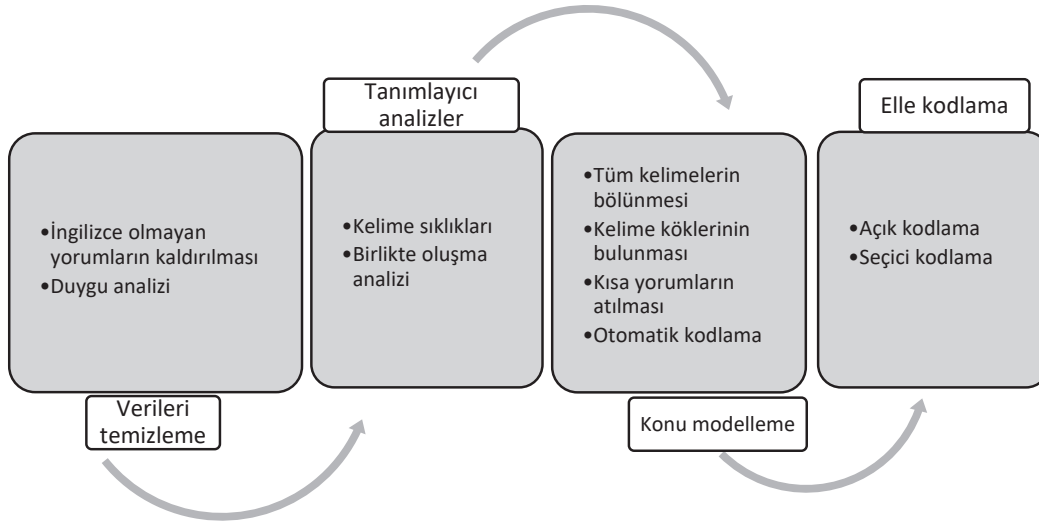 •İngilizce olmayan
yorumların kaldırılması
•Duygu analizi
Verileri
temizleme
Tanımlayıcı
analizler
•Kelime sıklıkları
•Birlikte oluşma
analizi
•Tüm kelimelerin
bölünmesi
•Kelime köklerinin
bulunması
•Kısa yorumların
atılması
•Otomatik kodlama
Konu modelleme
Elle kodlama
•Açık kodlama
•Seçici kodlama